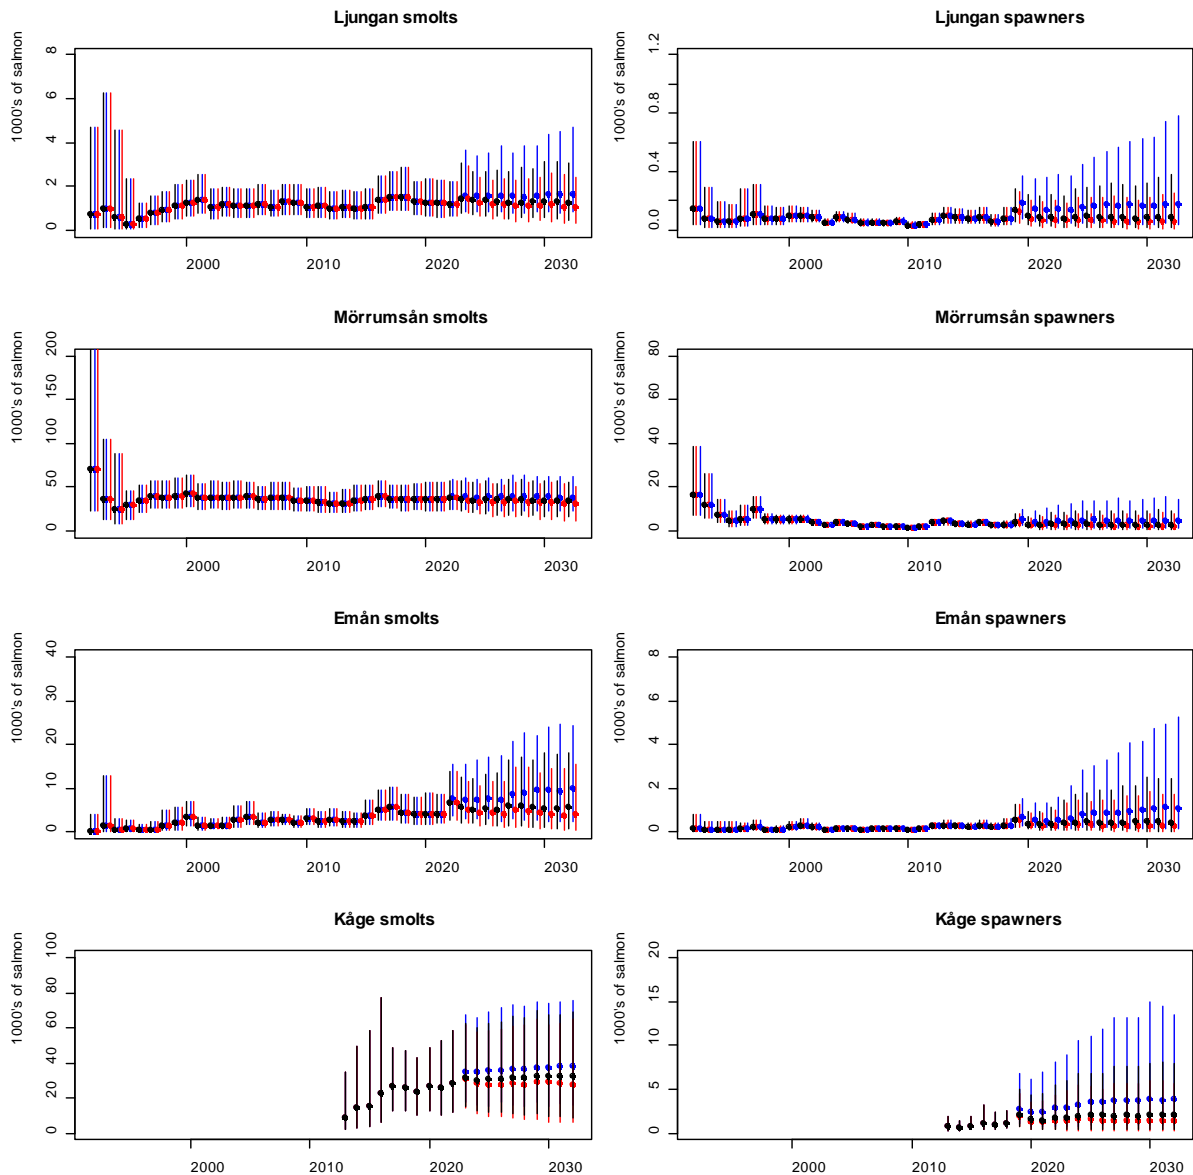 Ljungan smolts
Ljungan spawners
1000's of salmon
0 2 4 6 8
2000 2010 2020 2030
1000's of salmon
0.0 0.4 0.8 1.2
2000 2010 2020 2030
Mörrumsån smolts
Mörrumsån spawners
1000's of salmon
0 50 100 150 200
2000 2010 2020 2030
1000's of salmon
0 20 40 60 80
2000 2010 2020 2030
Emån smolts
Emån spawners
1000's of salmon
0 10 20 30 40
2000 2010 2020 2030
1000's of salmon
0 2 4 6 8
2000 2010 2020 2030
Kåge smolts
Kåge spawners
1000's of salmon
0 20 40 60 80 100
2000 2010 2020 2030
1000's of salmon
0 5 10 15 20
2000 2010 2020 2030